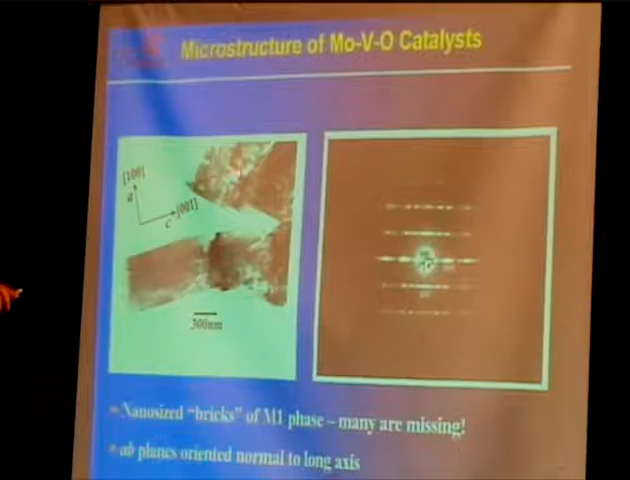 Microstructure of Mo-V-O Catalysts
[100]
a
[001]
c
300nm
Nanosized “bricks” of M1 phase – many are missing!
ab planes oriented normal to long axis